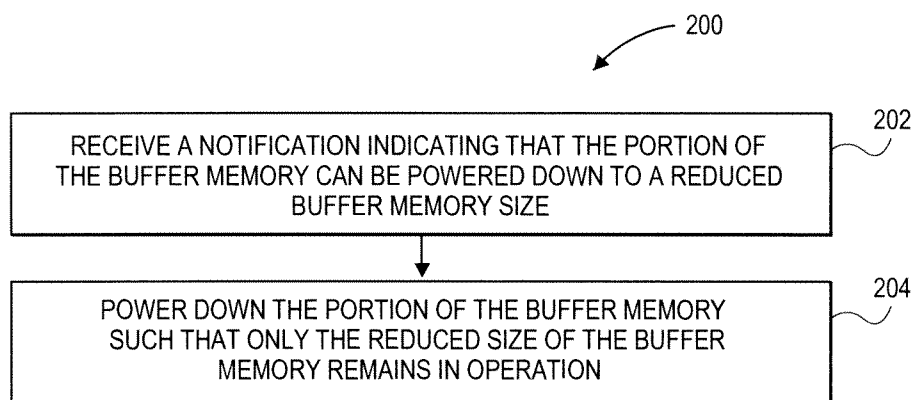 200
202
RECEIVE A NOTIFICATION INDICATING THAT THE PORTION OF
THE BUFFER MEMORY CAN BE POWERED DOWN TO A REDUCED
BUFFER MEMORY SIZE
204
POWER DOWN THE PORTION OF THE BUFFER MEMORY
SUCH THAT ONLY THE REDUCED SIZE OF THE BUFFER
MEMORY REMAINS IN OPERATION